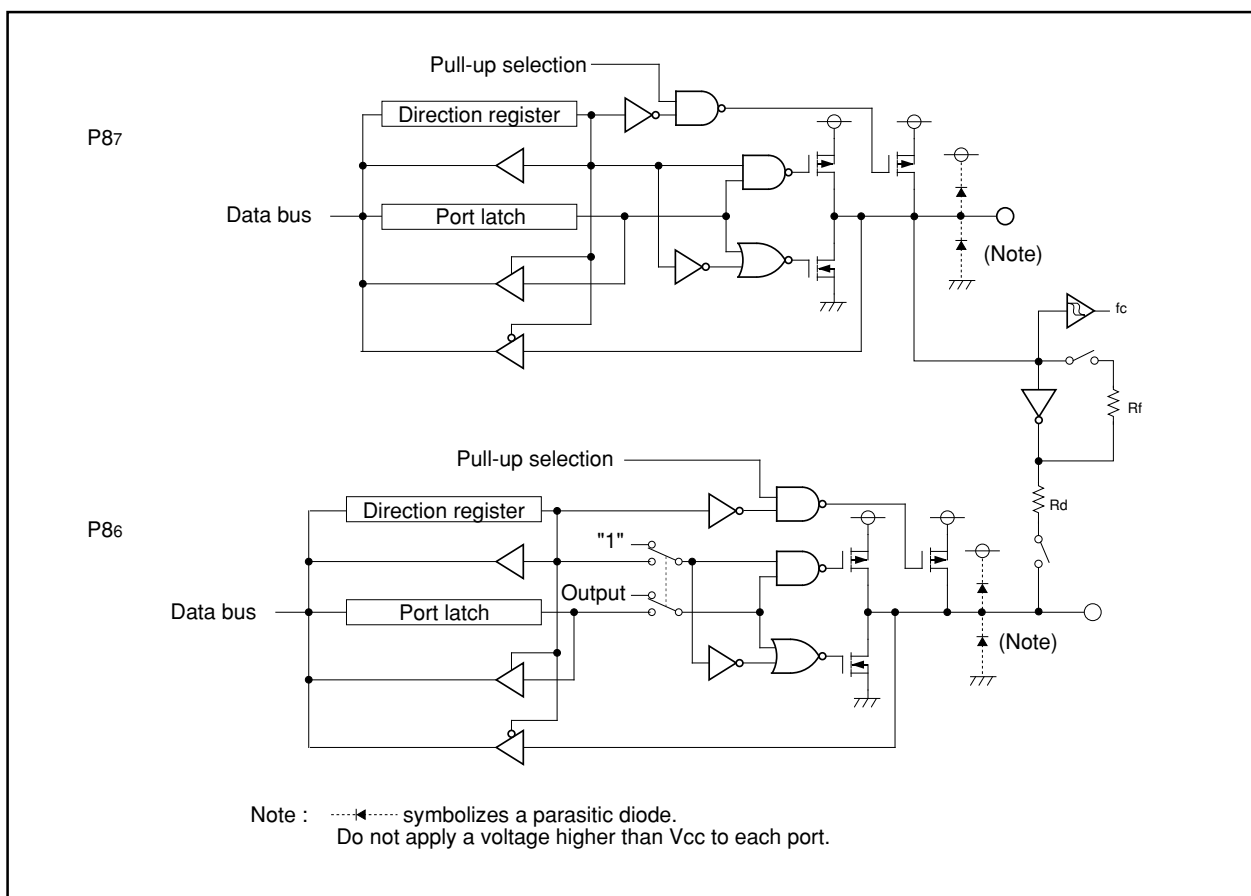 Pull-up selection
Direction register
P87
Data bus
Port latch
(Note)
fc
Rf
Pull-up selection
Direction register
Rd
P86
"1"
Output
Data bus
Port latch
(Note)
Note : symbolizes a parasitic diode.
Do not apply a voltage higher than Vcc to each port.